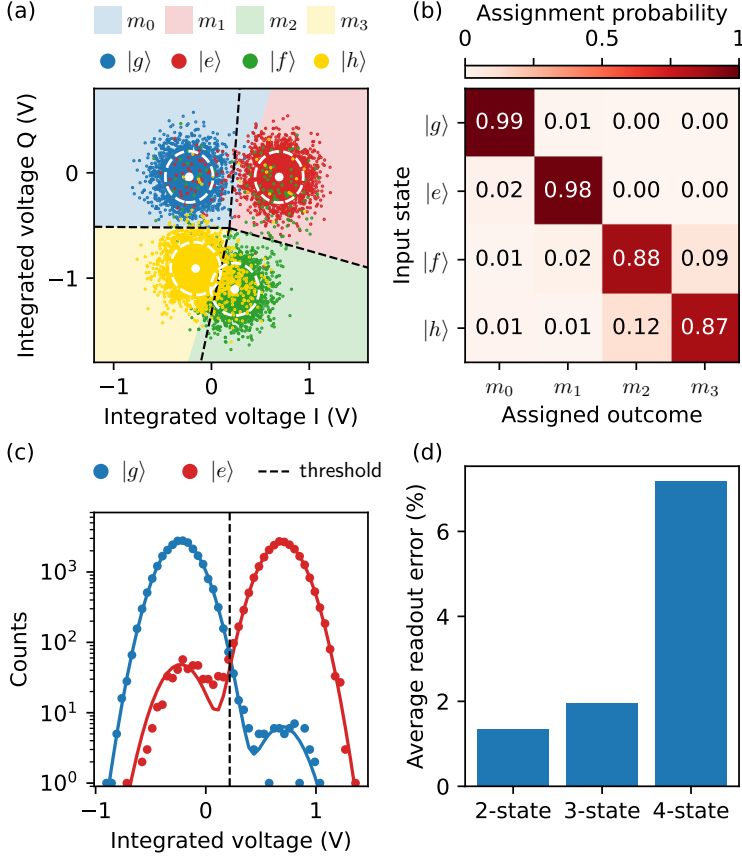 (a)
m₀ m₁ m₂ m₃
|g⟩ |e⟩ |f⟩ |h⟩
Integrated voltage Q (V)
0
−1
−1 0 1
Integrated voltage I (V)
(b)
Assignment probability
0 0.5 1
Input state
|g⟩ 0.99 0.01 0.00 0.00
|e⟩ 0.02 0.98 0.00 0.00
|f⟩ 0.01 0.02 0.88 0.09
|h⟩ 0.01 0.01 0.12 0.87
m₀ m₁ m₂ m₃
Assigned outcome
(c)
|g⟩ |e⟩ threshold
Counts
10³
10²
10¹
10⁰
−1 0 1
Integrated voltage (V)
(d)
Average readout error (%)
6
4
2
0
2-state 3-state 4-state